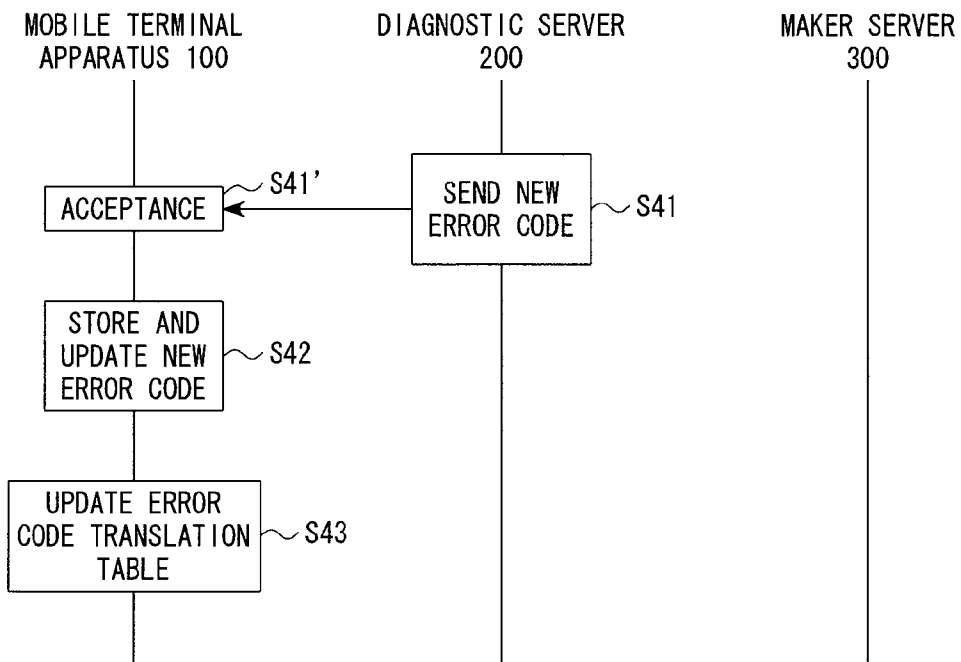 MOBILE TERMINAL
APPARATUS 100
DIAGNOSTIC SERVER
200
MAKER SERVER
300
ACCEPTANCE
S41'
SEND NEW
ERROR CODE
S41
STORE AND
UPDATE NEW
ERROR CODE
S42
UPDATE ERROR
CODE TRANSLATION
TABLE
S43